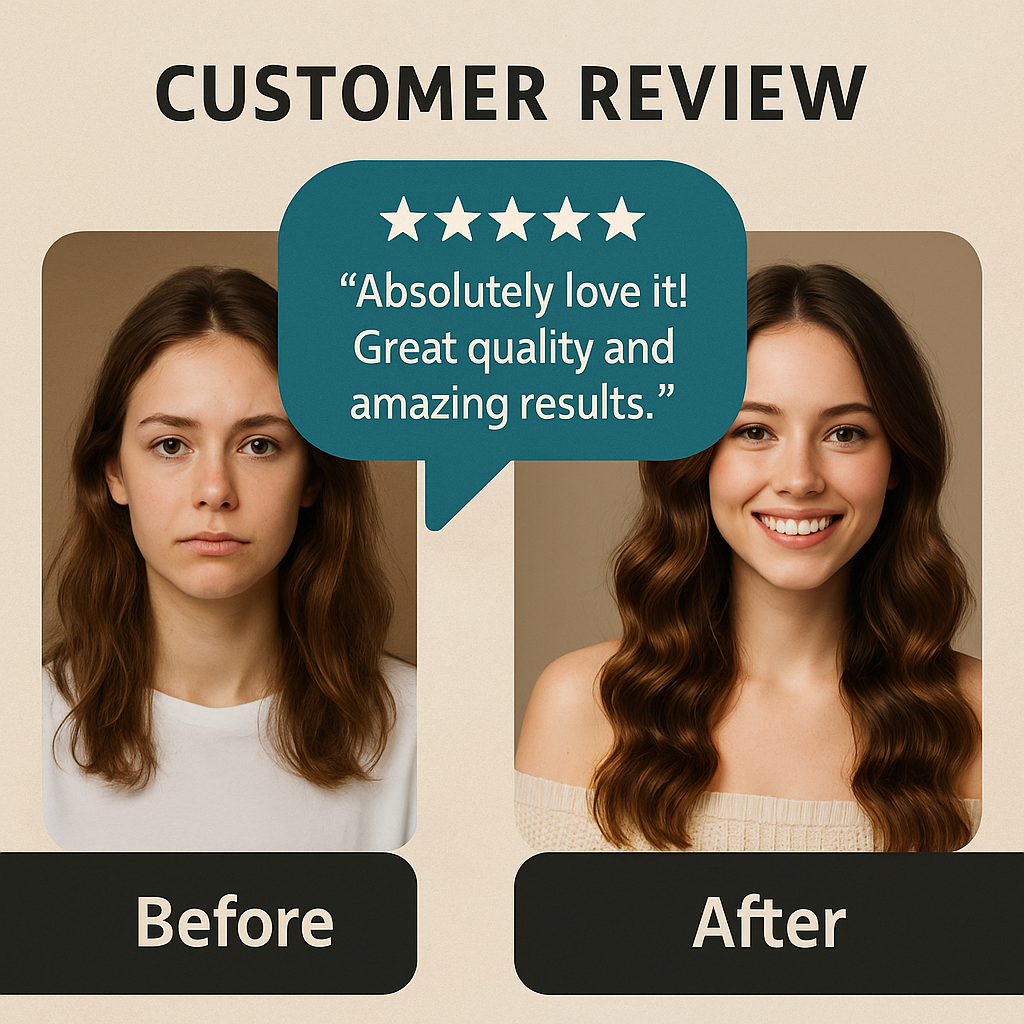 CUSTOMER REVIEW
“Absolutely love it!
Great quality and
amazing results.”
Before
After